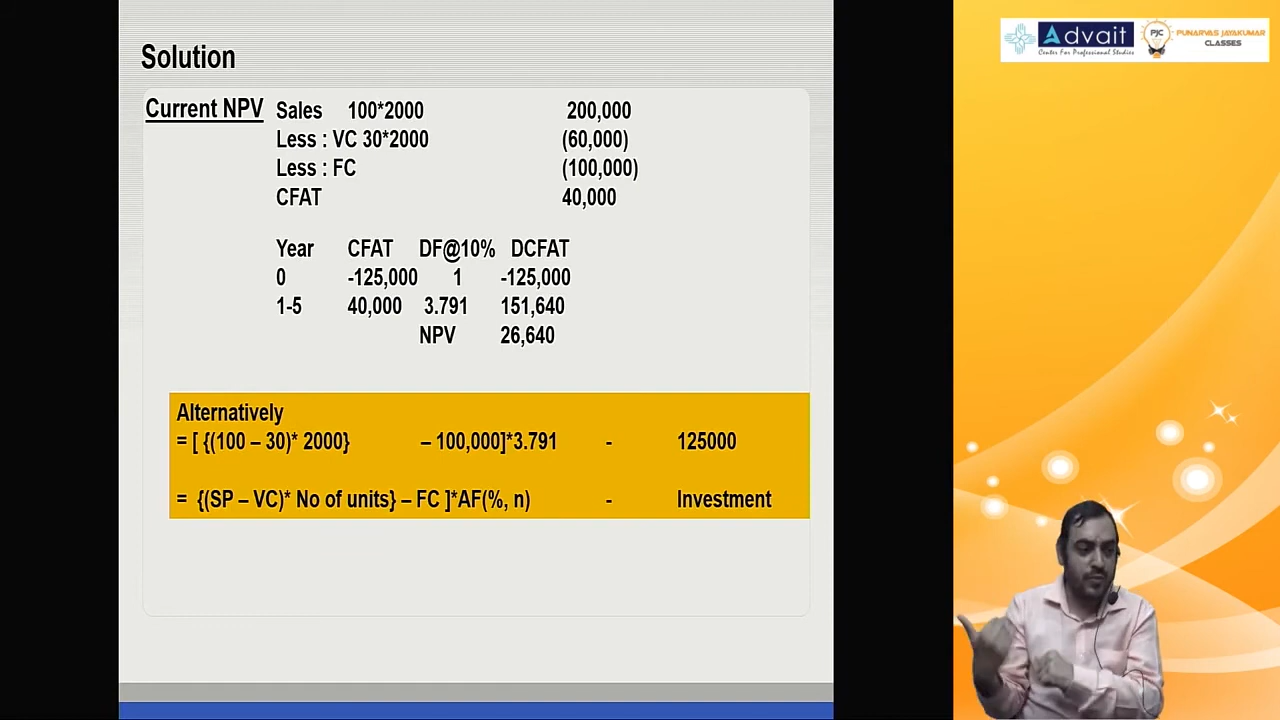 Solution
Current NPV Sales 100*2000 200,000
Less : VC 30*2000 (60,000)
Less : FC (100,000)
CFAT 40,000
Year CFAT DF@10% DCFAT
0 -125,000 1 -125,000
1-5 40,000 3.791 151,640
NPV 26,640
Alternatively
= [ {(100 – 30)* 2000} – 100,000]*3.791 - 125000
= {(SP – VC)* No of units} – FC ]*AF(%, n) - Investment
Advait
Center For Professional Studies
PJC
PUNARVAS JAYAKUMAR
CLASSES